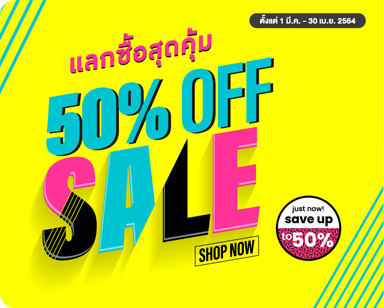 ตั้งแต่ 1 มี.ค. - 30 เม.ย. 2564
แลกซื้อสุดคุ้ม
50% OFF
SALE
SHOP NOW
just now!
save up
to 50%